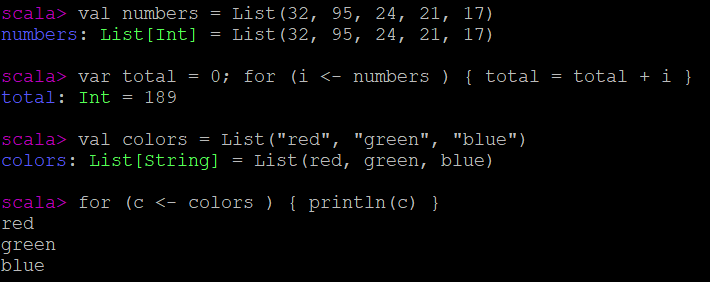 scala> val numbers = List(32, 95, 24, 21, 17)
numbers: List[Int] = List(32, 95, 24, 21, 17)
scala> var total = 0; for (i <- numbers ) { total = total + i }
total: Int = 189
scala> val colors = List("red", "green", "blue")
colors: List[String] = List(red, green, blue)
scala> for (c <- colors ) { println(c) }
red
green
blue